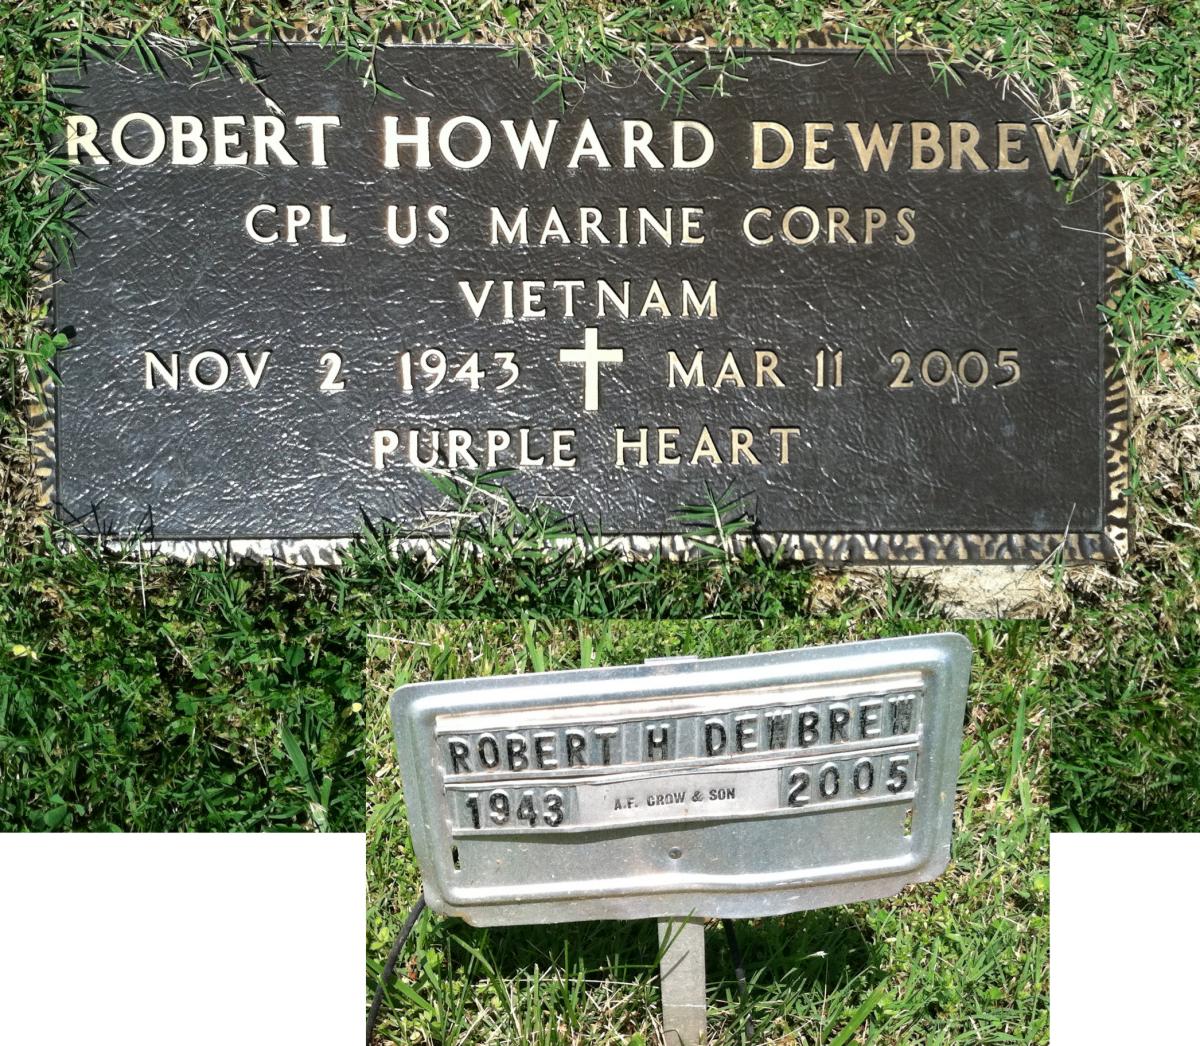 ROBERT HOWARD DEWBREW
CPL US MARINE CORPS
VIETNAM
NOV 2 1943 MAR 11 2005
PURPLE HEART
ROBERT H DEWBREW
1943 A.F. CROW & SON 2005